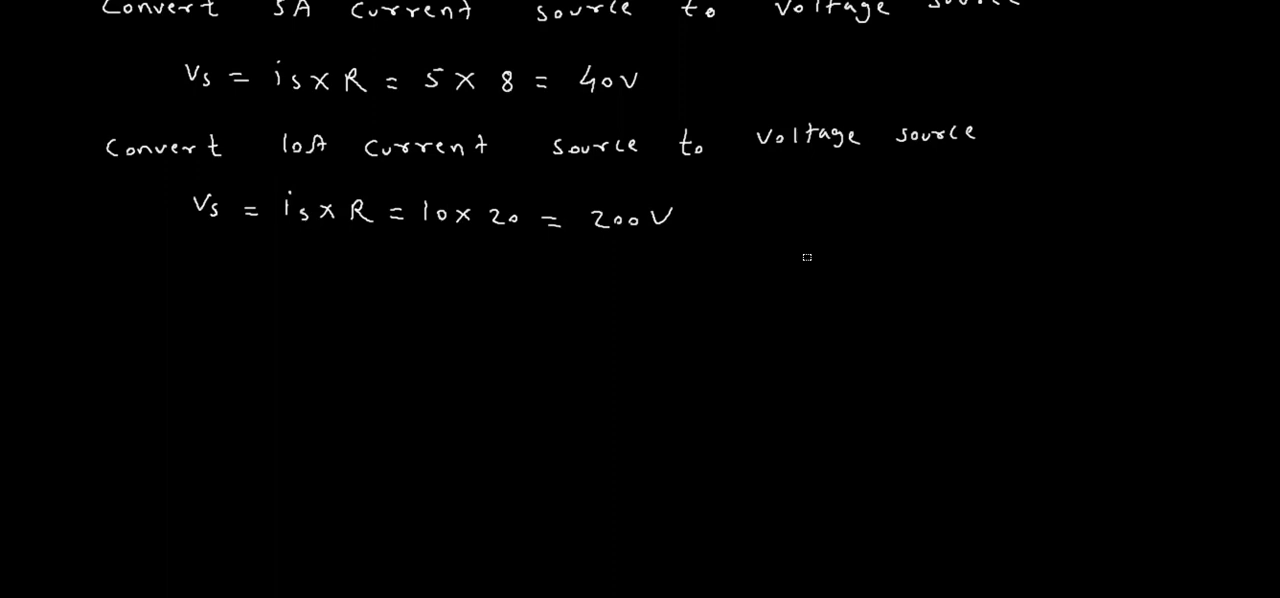 Convert 5A current source to voltage source
Vs = is × R = 5 × 8 = 40V
Convert 10A current source to voltage source
Vs = is × R = 10 × 20 = 200V